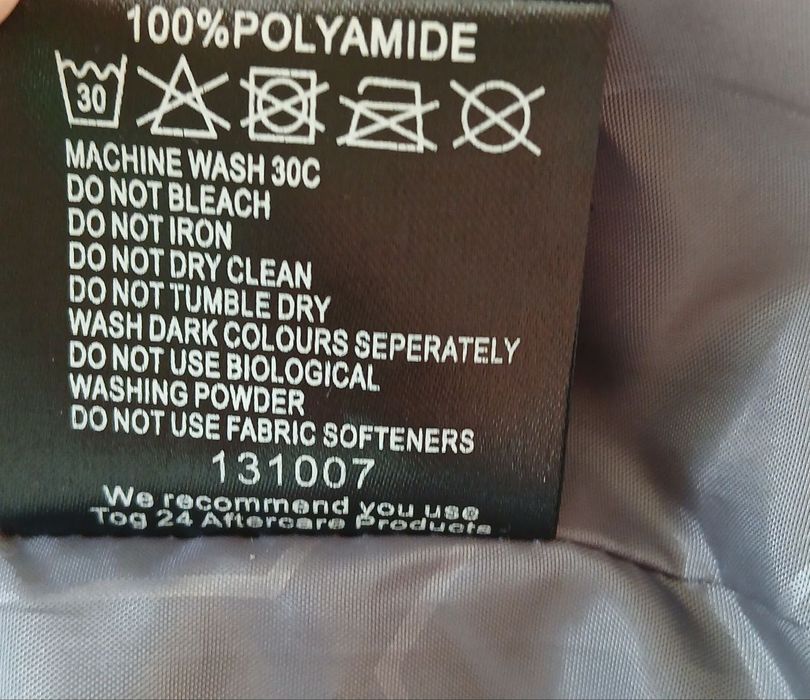 100%POLYAMIDE
30
MACHINE WASH 30C
DO NOT BLEACH
DO NOT IRON
DO NOT DRY CLEAN
DO NOT TUMBLE DRY
WASH DARK COLOURS SEPERATELY
DO NOT USE BIOLOGICAL
WASHING POWDER
DO NOT USE FABRIC SOFTENERS
131007
We recommend you use
Tog 24 Aftercare Products